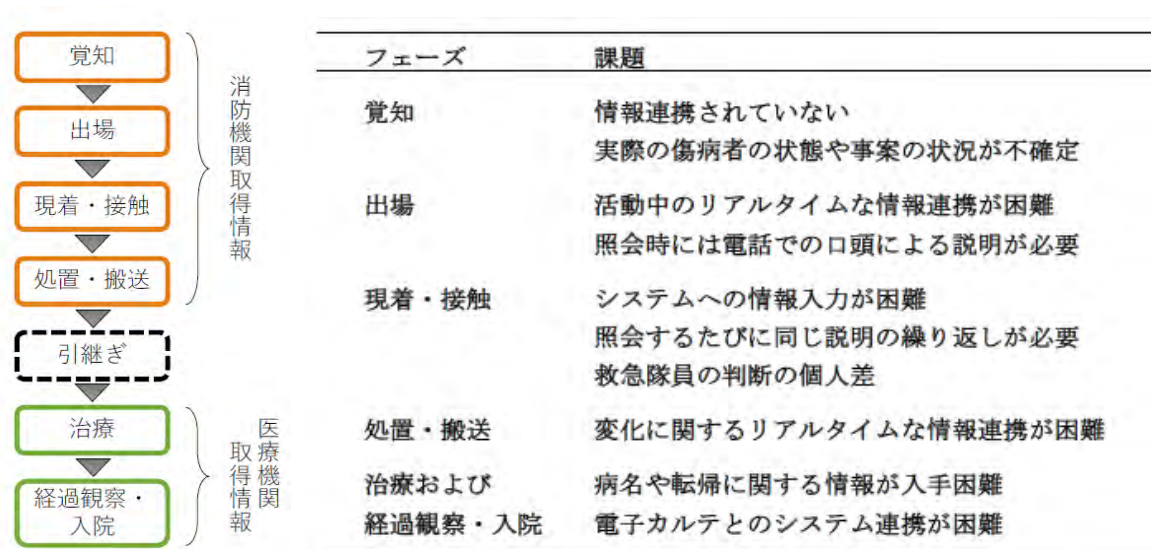 覚知
出場
現着・接触
処置・搬送
引継ぎ
治療
経過観察・
入院
消防機関取得情報
医療機関
取得情報
フェーズ 課題
覚知 情報連携されていない
実際の傷病者の状態や事案の状況が不確定
出場 活動中のリアルタイムな情報連携が困難
照会時には電話での口頭による説明が必要
現着・接触 システムへの情報入力が困難
照会するたびに同じ説明の繰り返しが必要
救急隊員の判断の個人差
処置・搬送 変化に関するリアルタイムな情報連携が困難
治療および 病名や転帰に関する情報が入手困難
経過観察・入院 電子カルテとのシステム連携が困難